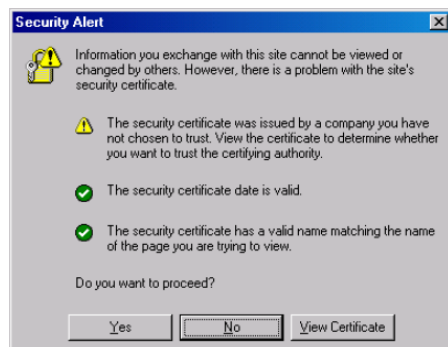 Security Alert
Information you exchange with this site cannot be viewed or
changed by others. However, there is a problem with the site's
security certificate.
The security certificate was issued by a company you have
not chosen to trust. View the certificate to determine whether
you want to trust the certifying authority.
The security certificate date is valid.
The security certificate has a valid name matching the name
of the page you are trying to view.
Do you want to proceed?
Yes No View Certificate